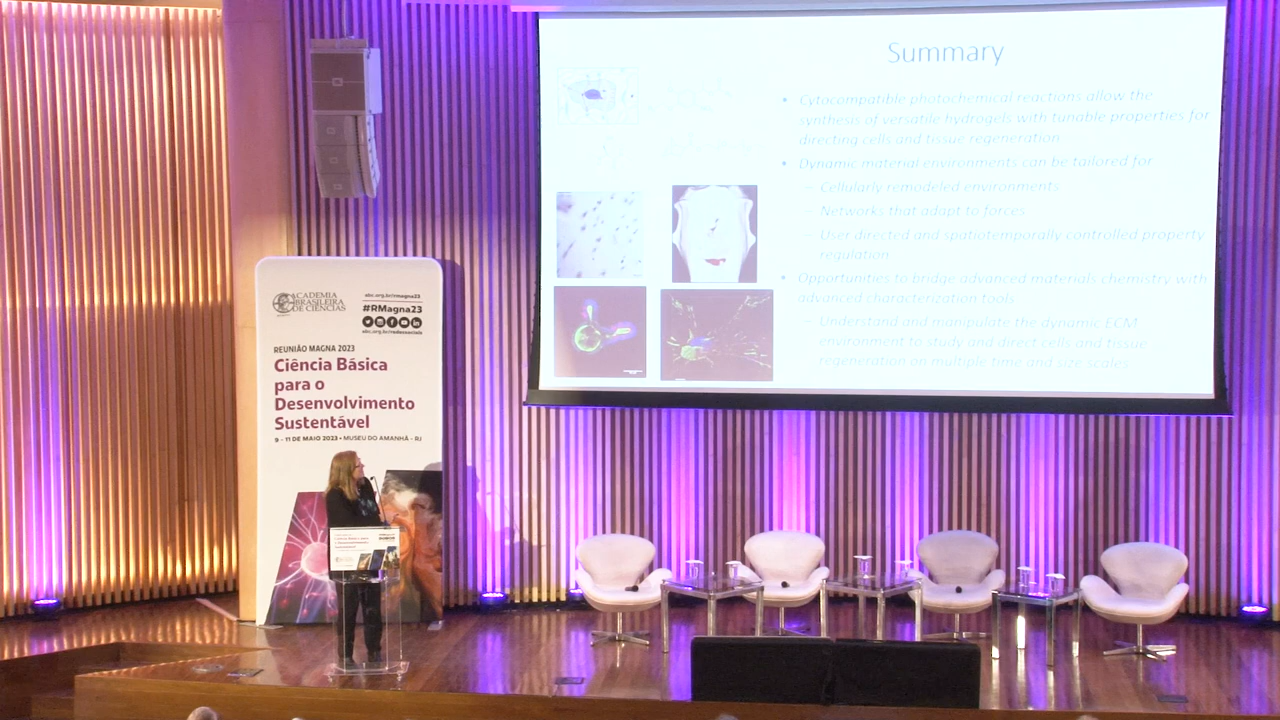 Summary
• Cytocompatible photochemical reactions allow the
synthesis of versatile hydrogels with tunable properties for
directing cells and tissue regeneration
• Dynamic material environments can be tailored for
– Cellularly remodeled environments
– Networks that adapt to forces
– User directed and spatiotemporally controlled property
regulation
• Opportunities to bridge advanced materials chemistry with
advanced characterization tools
– Understand and manipulate the dynamic ECM
environment to study and direct cells and tissue
regeneration on multiple time and size scales
ACADEMIA
BRASILEIRA
DE CIÊNCIAS
abc.org.br/rmagna23
#RMagna23
REUNIÃO MAGNA 2023
Ciência Básica
para o
Desenvolvimento
Sustentável
9 - 11 DE MAIO 2023 • MUSEU DO AMANHÃ - RJ